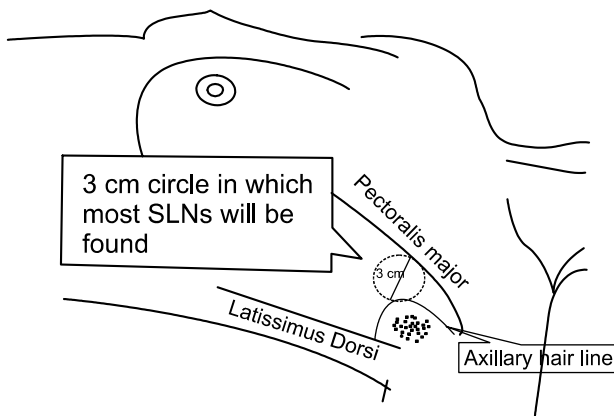 3 cm circle in which
most SLNs will be
found
Pectoralis major
3 cm
Latissimus Dorsi
Axillary hair line